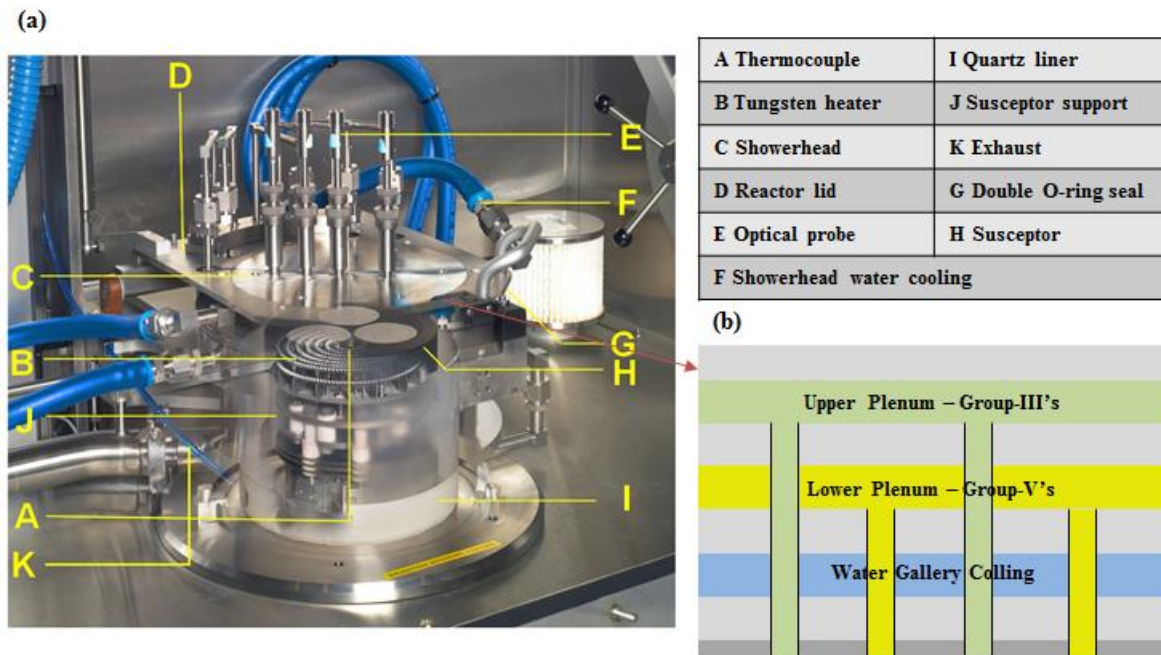 (a)
D
E
F
C
B
G
H
J
A
I
K
A Thermocouple
I Quartz liner
B Tungsten heater
J Susceptor support
C Showerhead
K Exhaust
D Reactor lid
G Double O-ring seal
E Optical probe
H Susceptor
F Showerhead water cooling
(b)
Upper Plenum – Group-III's
Lower Plenum – Group-V's
Water Gallery Colling